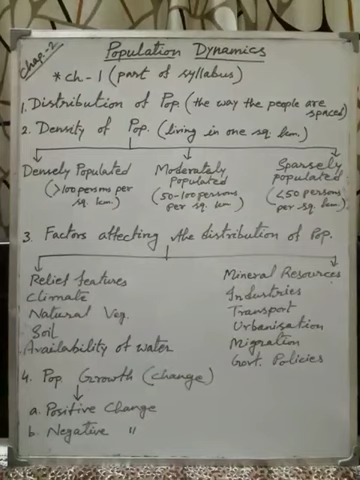 Chap.-2
Population Dynamics
* Ch-1 (part of syllabus)
1. Distribution of Pop. (the way the people are spaced)
2. Density of Pop. (living in one sq. km.)
Densely Populated (>100 persons per sq. km.)
Moderately Populated (50-100 persons per sq. km.)
Sparsely populated (<50 persons per sq. km.)
3. Factors affecting the distribution of Pop.
Relief features
Climate
Natural Veg.
Soil
Availability of water
Mineral Resources
Industries
Transport
Urbanisation
Migration
Govt. Policies
4. Pop. Growth (change)
a. Positive Change
b. Negative "